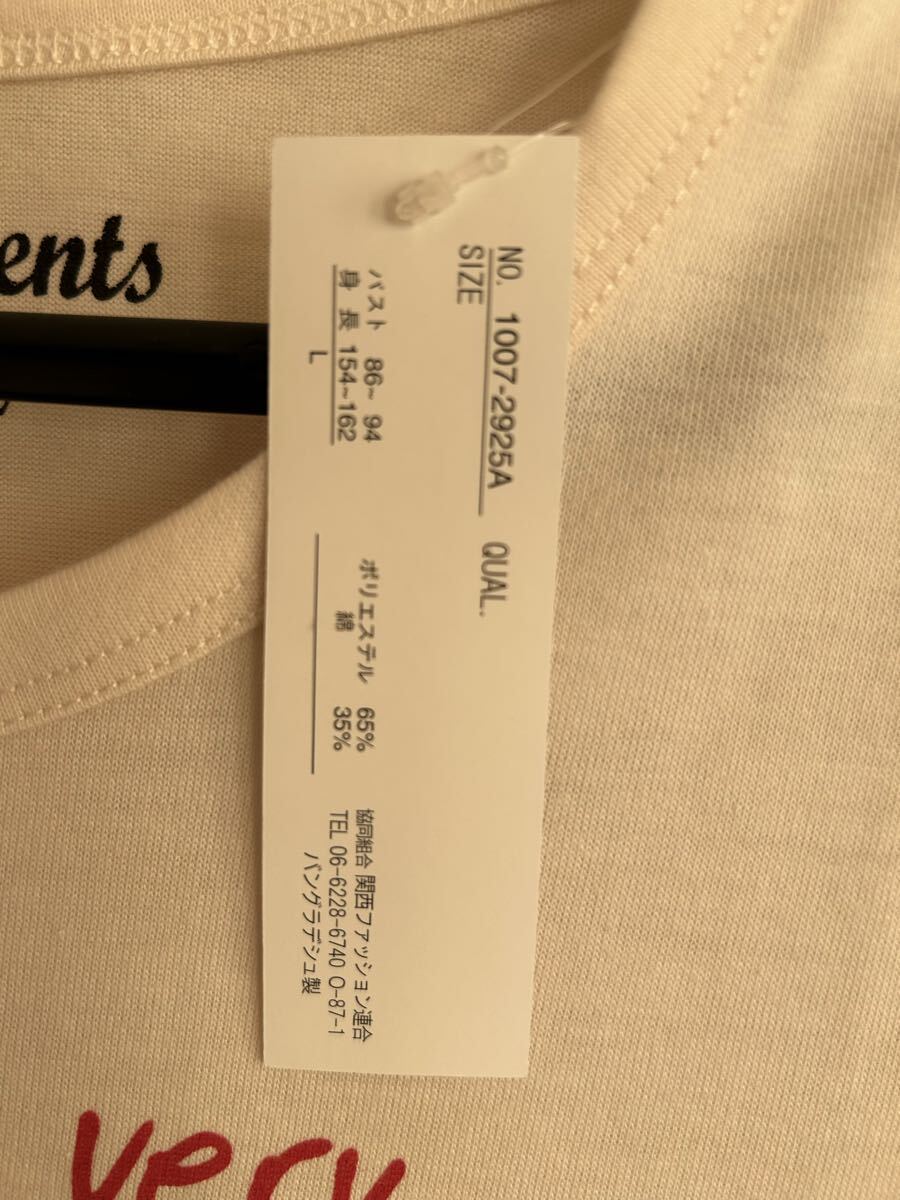 ents
NO. 1007-2925A QUAL.
SIZE
バスト 86~ 94
身 長 154~162
L
ポリエステル 65%
綿 35%
協同組合 関西ファッション連合
TEL 06-6228-6740 O-87-1
バングラデシュ製
very